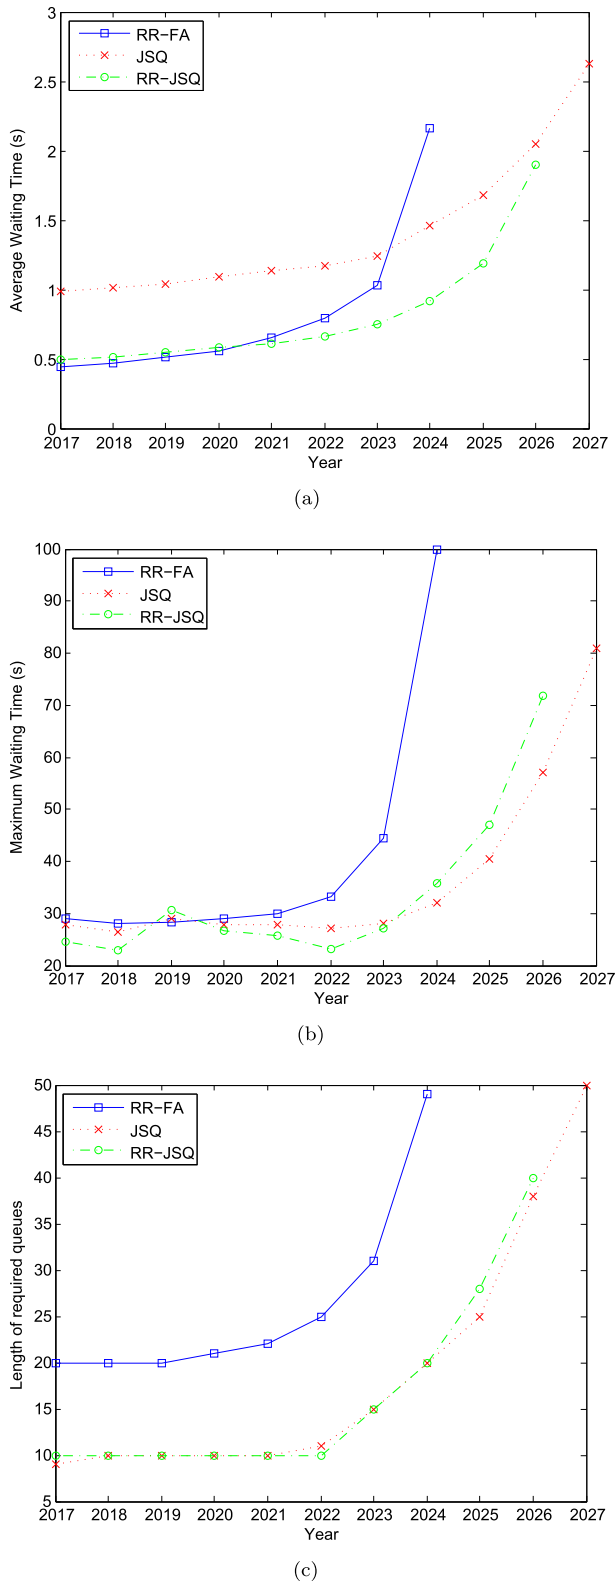 3
2.5
2
1.5
1
0.5
0
Average Waiting Time (s)
RR−FA
JSQ
RR−JSQ
2017 2018 2019 2020 2021 2022 2023 2024 2025 2026 2027
Year
(a)
100
90
80
70
60
50
40
30
20
Maximum Waiting Time (s)
RR−FA
JSQ
RR−JSQ
2017 2018 2019 2020 2021 2022 2023 2024 2025 2026 2027
Year
(b)
50
45
40
35
30
25
20
15
10
5
Length of required queues
RR−FA
JSQ
RR−JSQ
2017 2018 2019 2020 2021 2022 2023 2024 2025 2026 2027
Year
(c)